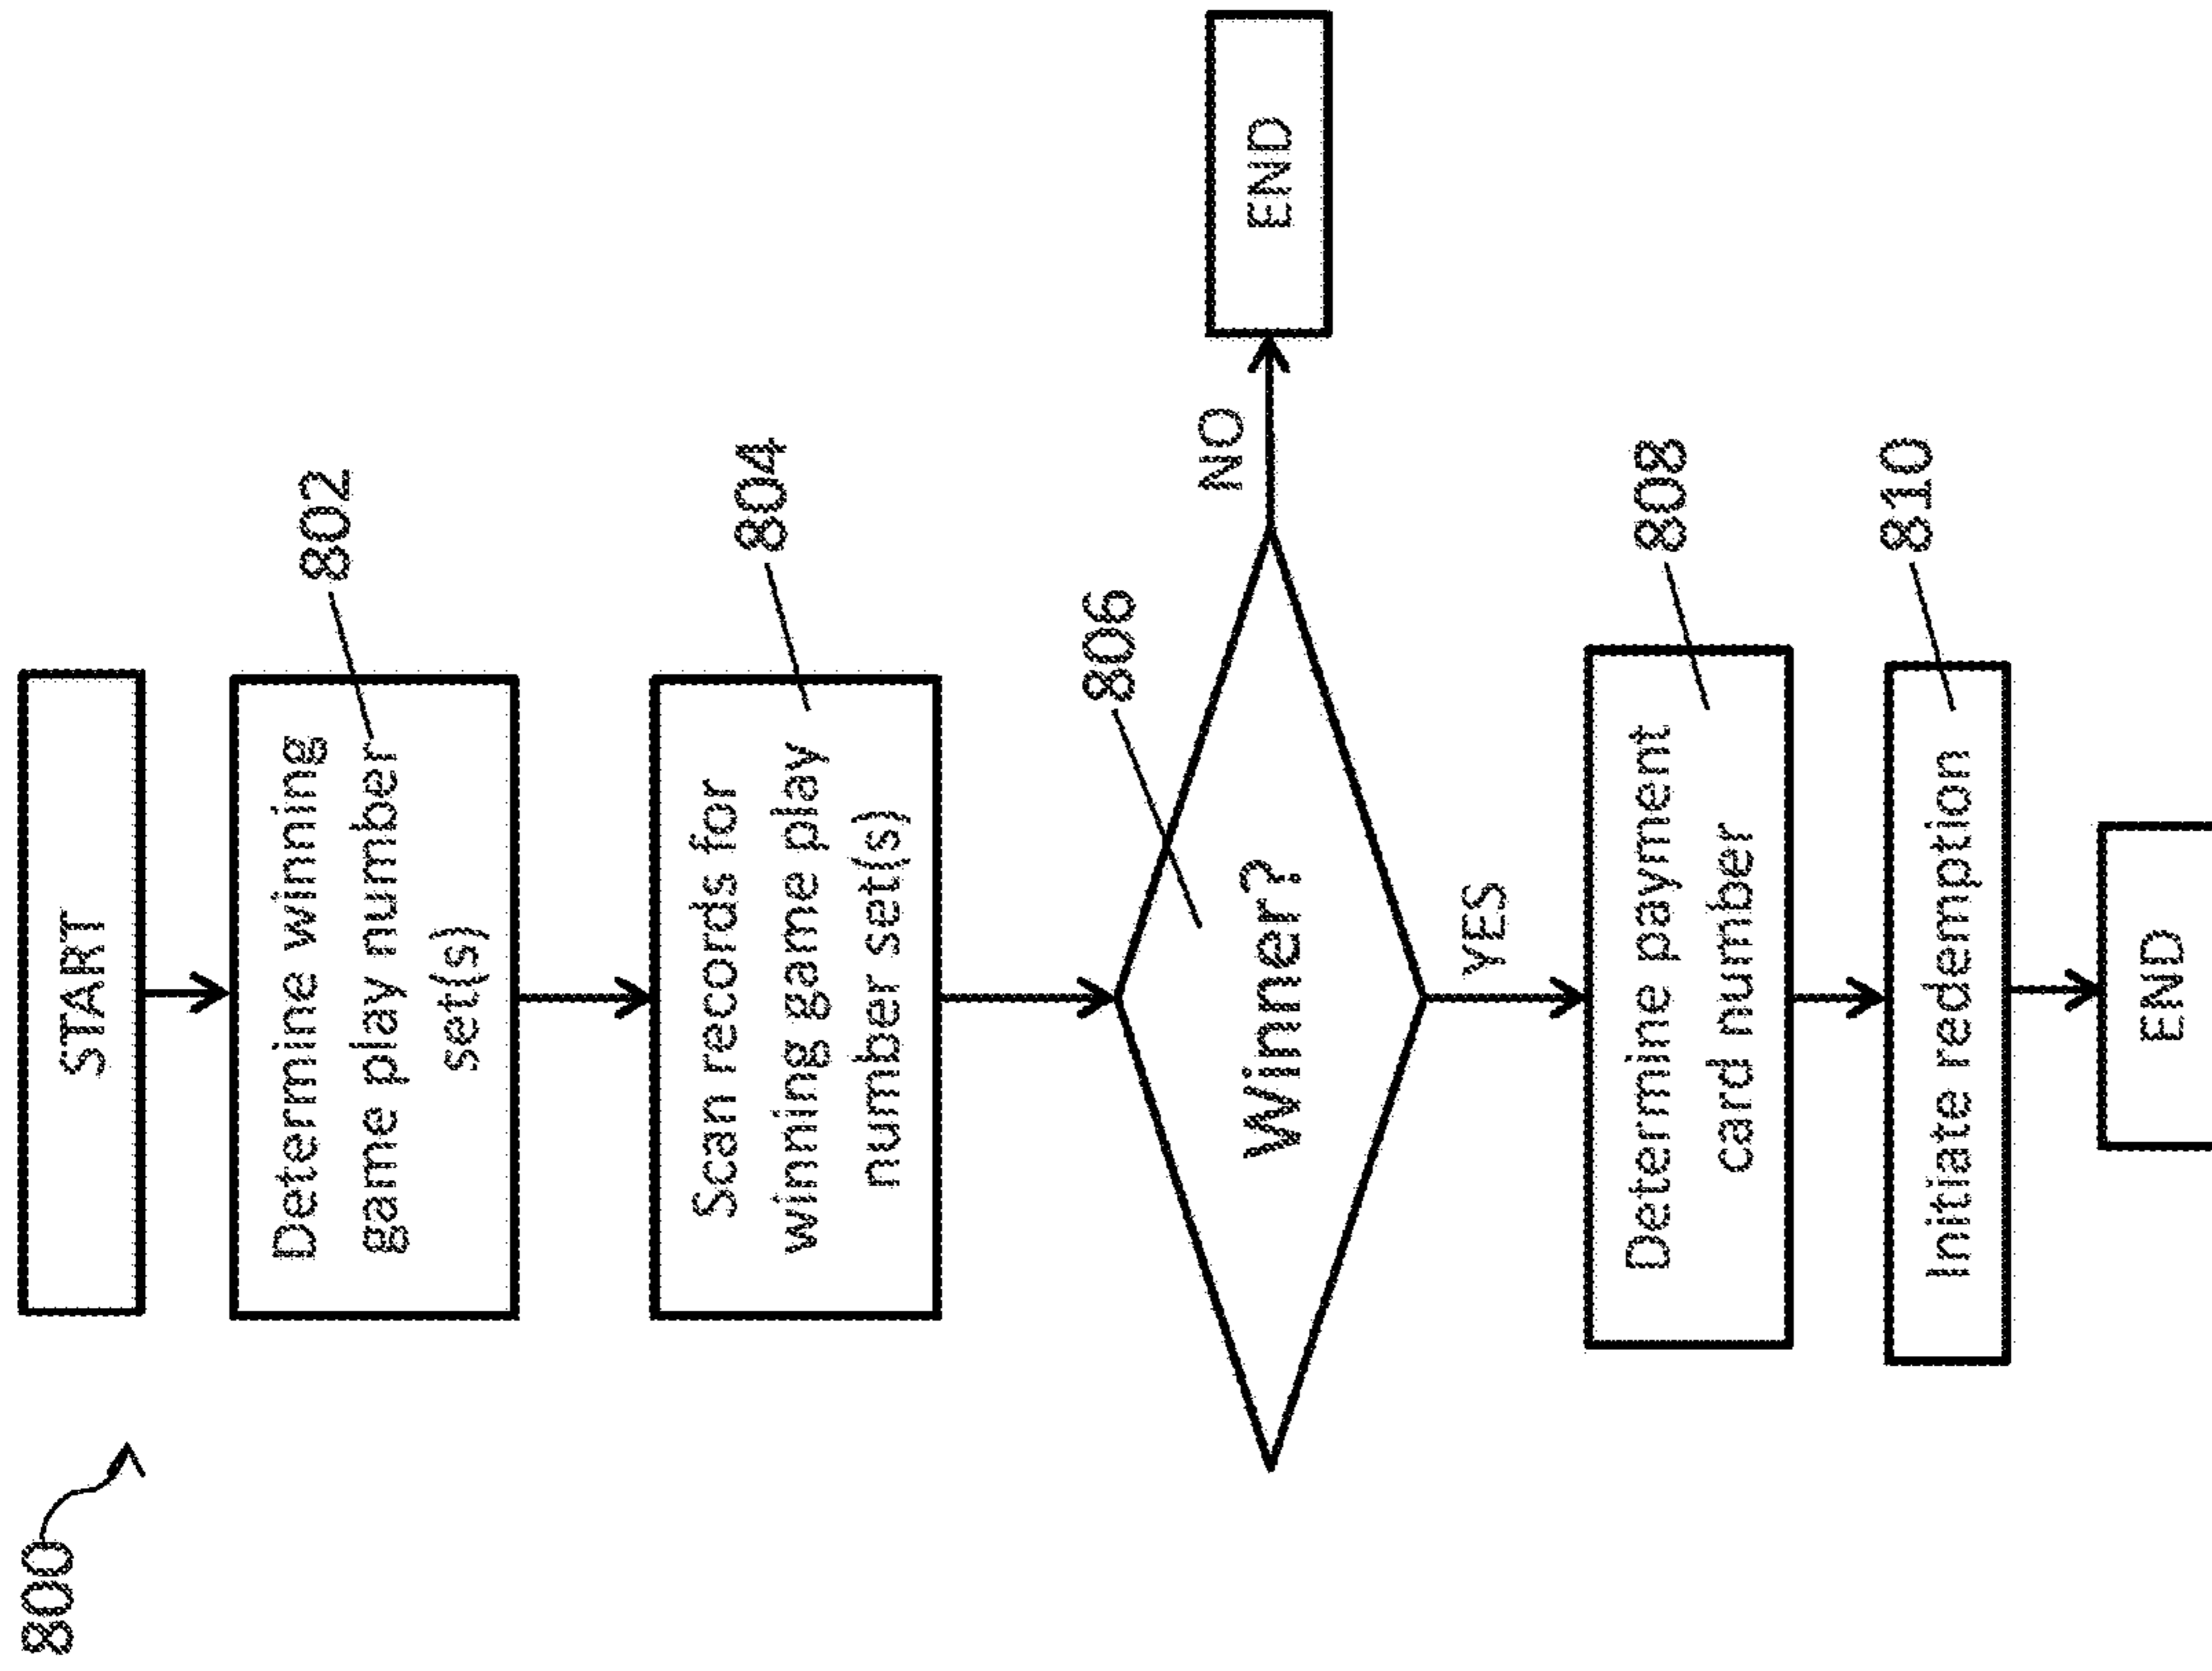 800
START
Determine winning
game play number
set(s)
802
Scan records for
winning game play
number set(s)
804
806
Winner?
NO
END
YES
Determine payment
card number
808
Initiate redemption
810
END